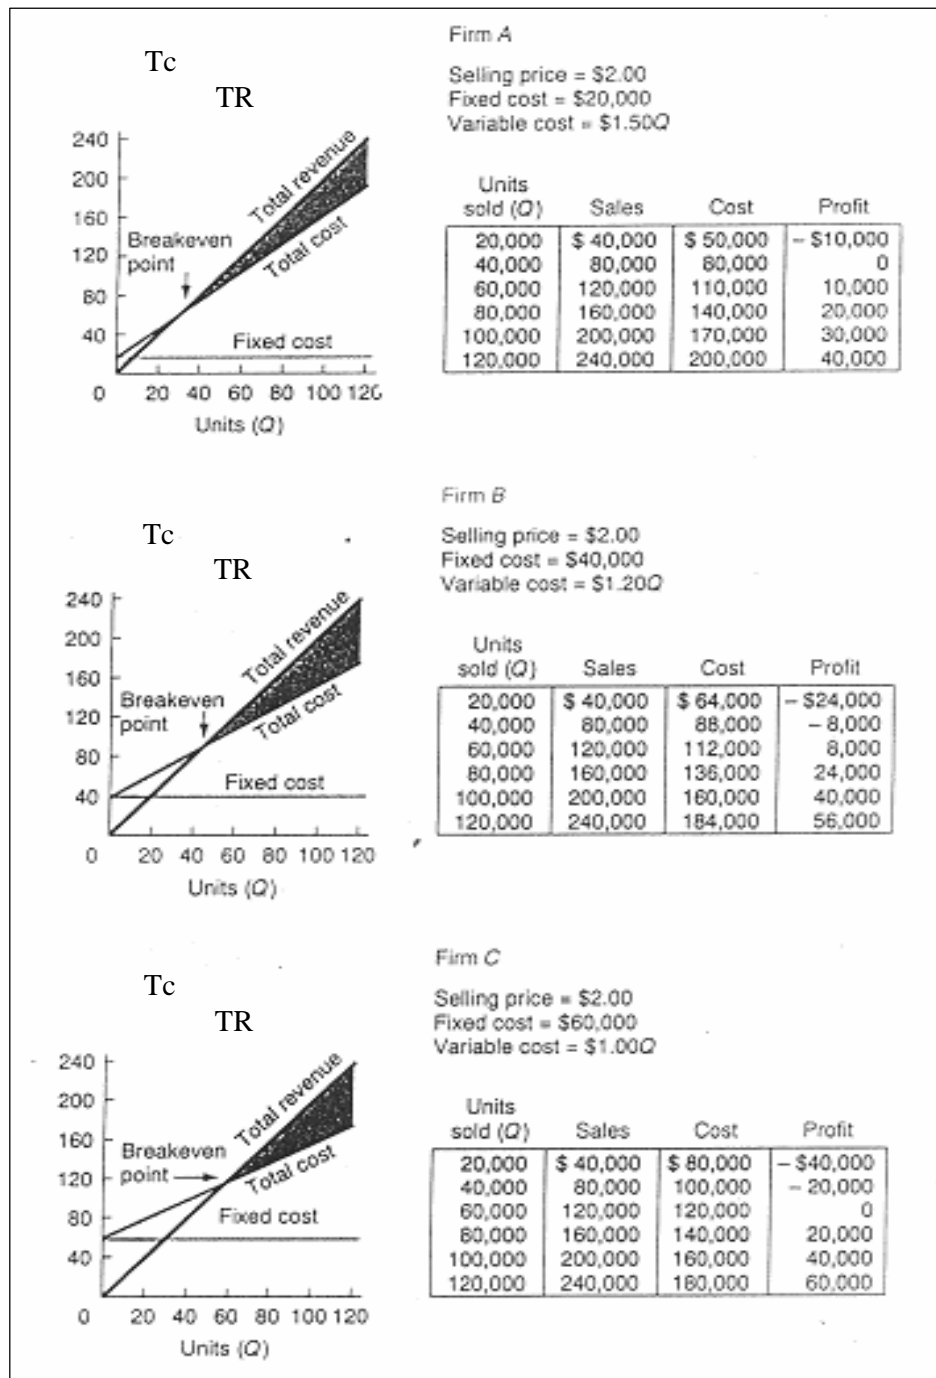 Tc
TR
240
200
160
120
80
40
Total revenue
Total cost
Breakeven
point
Fixed cost
0 20 40 60 80 100 120
Units (Q)
Firm A
Selling price = $2.00
Fixed cost = $20,000
Variable cost = $1.50Q
Units
sold (Q) Sales Cost Profit
20,000 $ 40,000 $ 50,000 – $10,000
40,000 80,000 80,000 0
60,000 120,000 110,000 10,000
80,000 160,000 140,000 20,000
100,000 200,000 170,000 30,000
120,000 240,000 200,000 40,000
Tc
TR
240
200
160
120
80
40
Total revenue
Total cost
Breakeven
point
Fixed cost
0 20 40 60 80 100 120
Units (Q)
Firm B
Selling price = $2.00
Fixed cost = $40,000
Variable cost = $1.20Q
Units
sold (Q) Sales Cost Profit
20,000 $ 40,000 $ 64,000 – $24,000
40,000 80,000 88,000 – 8,000
60,000 120,000 112,000 8,000
80,000 160,000 136,000 24,000
100,000 200,000 160,000 40,000
120,000 240,000 184,000 56,000
Tc
TR
240
200
160
120
80
40
Total revenue
Total cost
Breakeven
point
Fixed cost
0 20 40 60 80 100 120
Units (Q)
Firm C
Selling price = $2.00
Fixed cost = $60,000
Variable cost = $1.00Q
Units
sold (Q) Sales Cost Profit
20,000 $ 40,000 $ 80,000 – $40,000
40,000 80,000 100,000 – 20,000
60,000 120,000 120,000 0
80,000 160,000 140,000 20,000
100,000 200,000 160,000 40,000
120,000 240,000 180,000 60,000